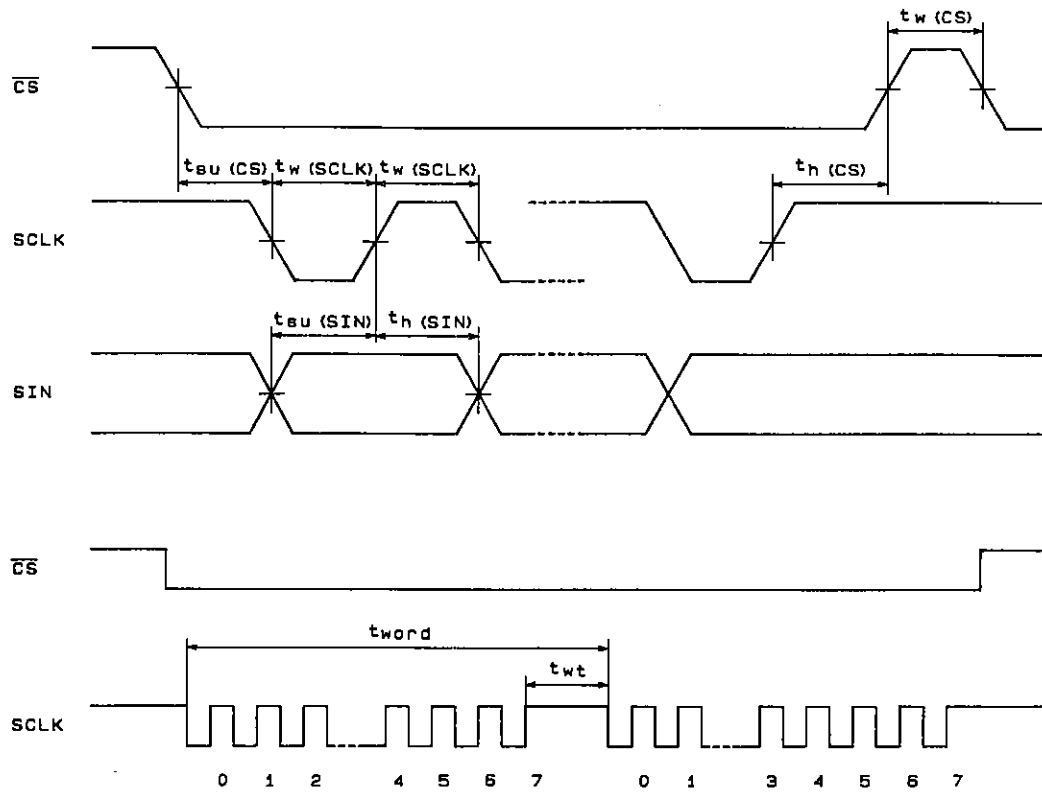 tw (CS)
CS
tsu (CS) tw (SCLK) tw (SCLK) th (CS)
SCLK
tsu (SIN) th (SIN)
SIN
CS
tword
twt
SCLK
0 1 2 4 5 6 7 0 1 3 4 5 6 7